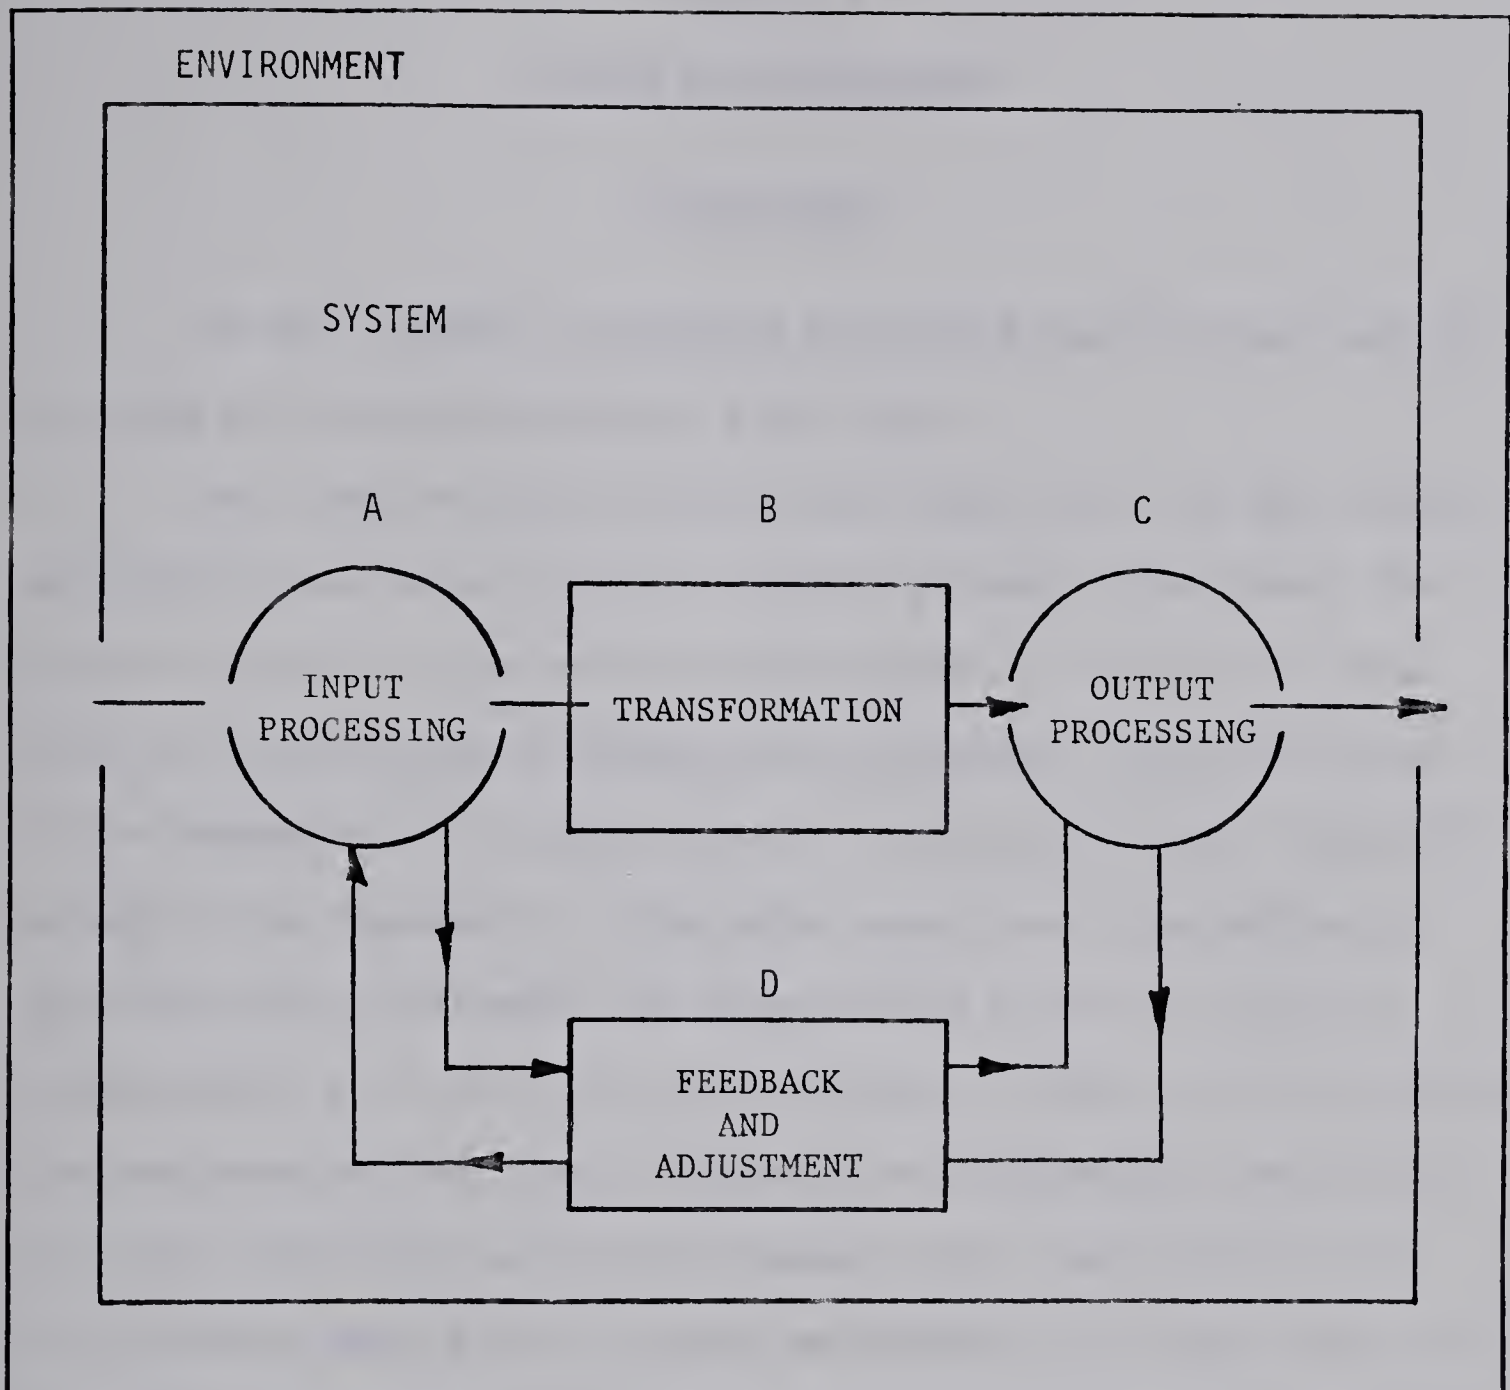 ENVIRONMENT
SYSTEM
A
B
C
INPUT
PROCESSING
TRANSFORMATION
OUTPUT
PROCESSING
D
FEEDBACK
AND
ADJUSTMENT